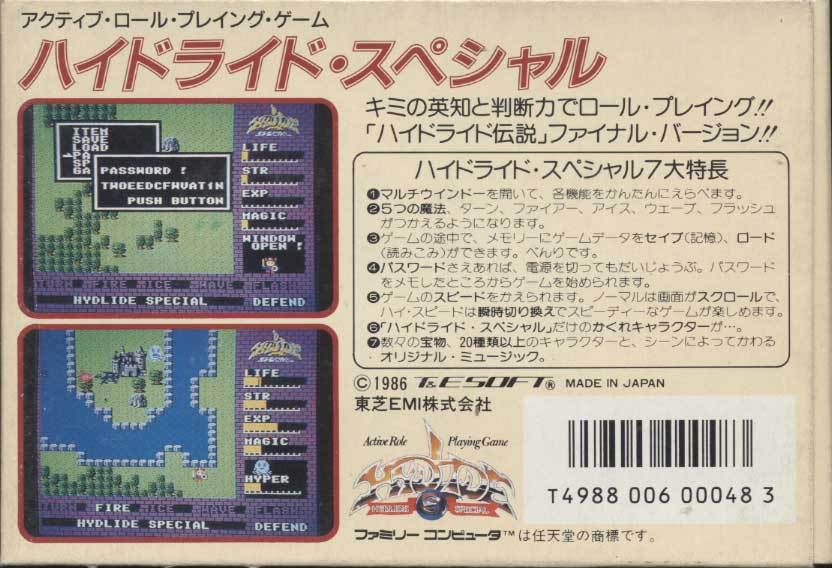 アクティブ・ロール・プレイング・ゲーム
ハイドライド・スペシャル
キミの英知と判断力でロール・プレイング!!
「ハイドライド伝説」ファイナル・バージョン!!
ハイドライド・スペシャル7大特長
❶マルチウインドーを開いて、各機能をかんたんにえらべます。
❷5つの魔法、ターン、ファイアー、アイス、ウェーブ、フラッシュ
がつかえるようになります。
❸ゲームの途中で、メモリーにゲームデータをセイブ(記憶)、ロード
(読みこみ)ができます。べんりです。
❹パスワードさえあれば、電源を切ってもだいじょうぶ。パスワード
をメモしたところからゲームを始められます。
❺ゲームのスピードをかえられます。ノーマルは画面がスクロールで、
ハイ・スピードは瞬時切り換えでスピーディーなゲームが楽しめます。
❻「ハイドライド・スペシャル」だけのかくれキャラクターが…。
❼数々の宝物、20種類以上のキャラクターと、シーンによってかわる
オリジナル・ミュージック。
ITEM
SAVE
LOAD
PA
SP
GA
PASSWORD !
TWOEEDCFWVAT1N
PUSH BUTTON
HYDLIDE
LIFE
STR
EXP
MAGIC
WINDOW
OPEN !
TURN FIRE ICE WAVE FLASH
HYDLIDE SPECIAL DEFEND
HYDLIDE
LIFE
STR
EXP
MAGIC
HYPER
TURN FIRE ICE WAVE FLASH
HYDLIDE SPECIAL DEFEND
©1986 T&ESOFT® MADE IN JAPAN
東芝EMI株式会社
Active Role Playing Game
HYDLIDE
HYDLIDE S SPECIAL
T4988 006 00048 3
ファミリー コンピュータ™は任天堂の商標です。